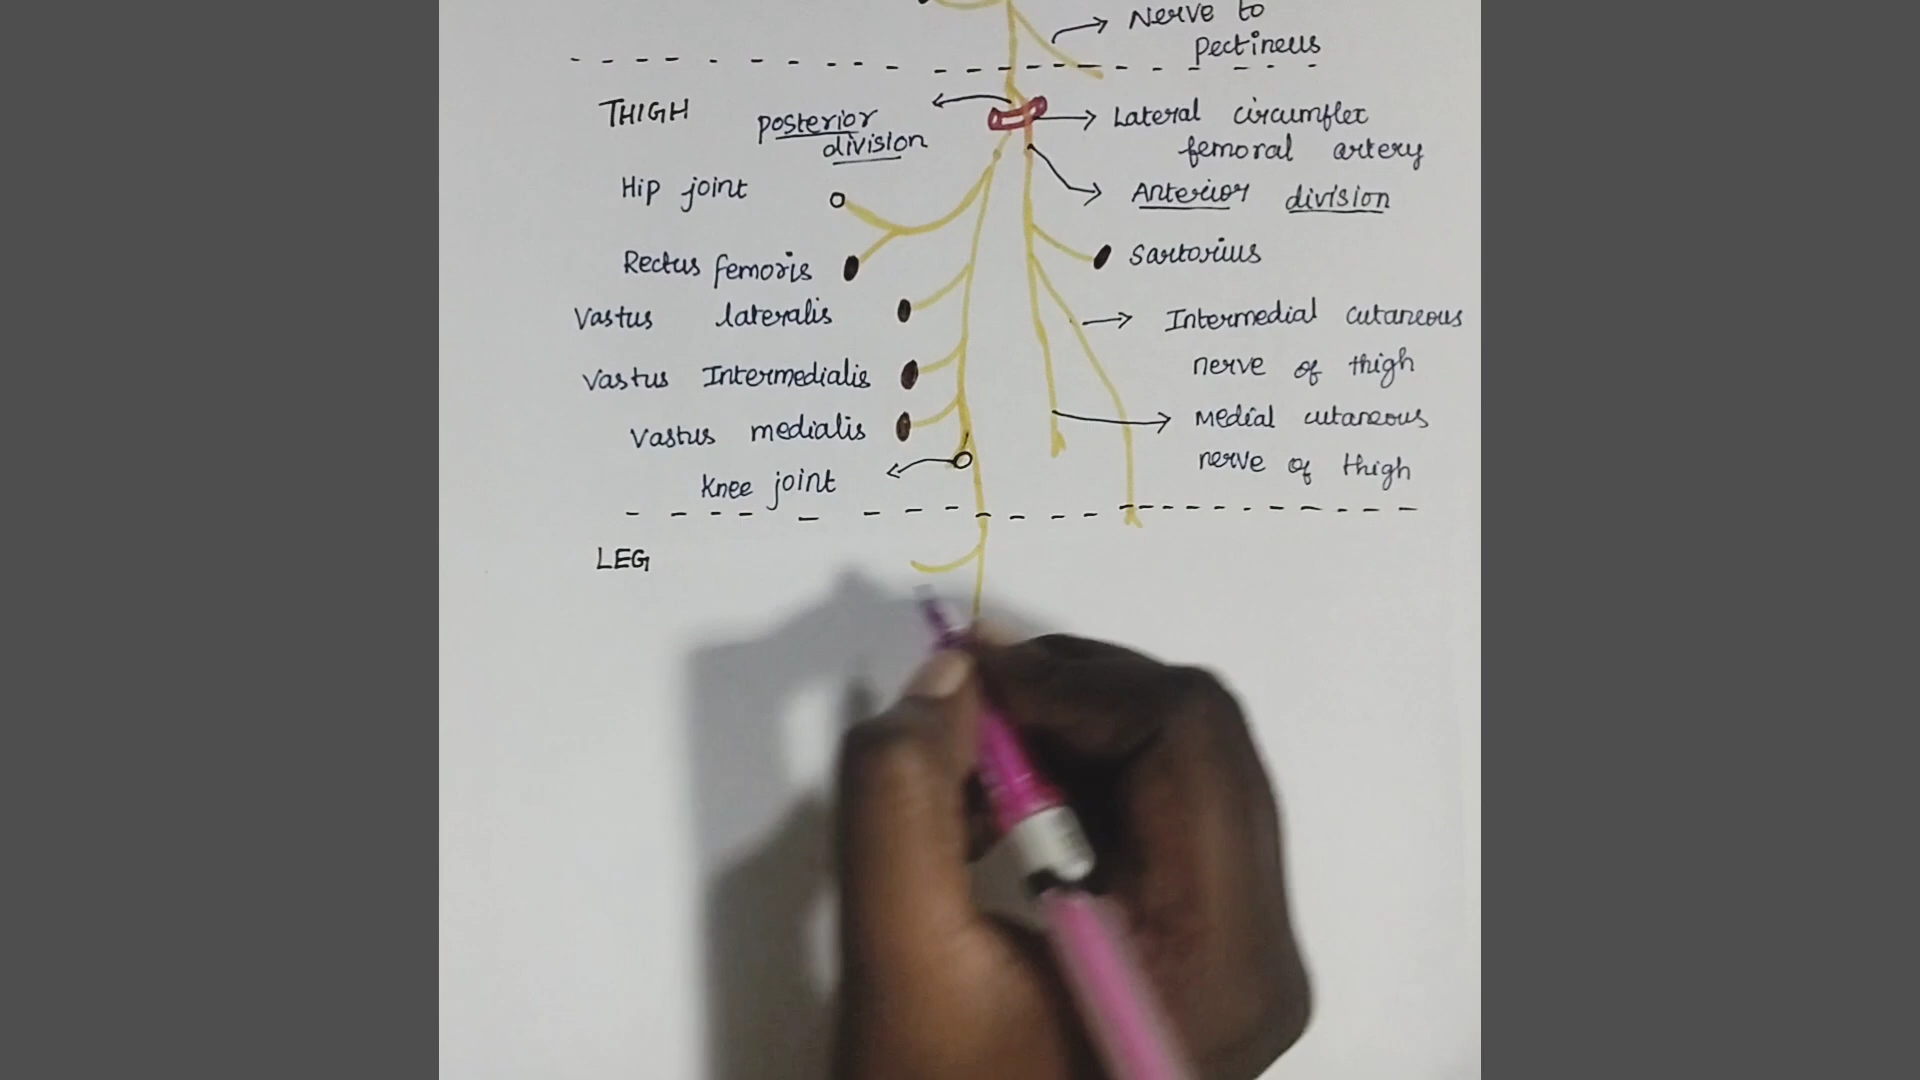 Nerve to
Pectineus
THIGH
posterior
division
Lateral circumflex
femoral artery
Hip joint
Anterior division
Rectus femoris
Sartorius
Vastus lateralis
Intermedial cutaneous
nerve of thigh
Vastus Intermedialis
Vastus medialis
Medial cutaneous
nerve of thigh
Knee joint
LEG